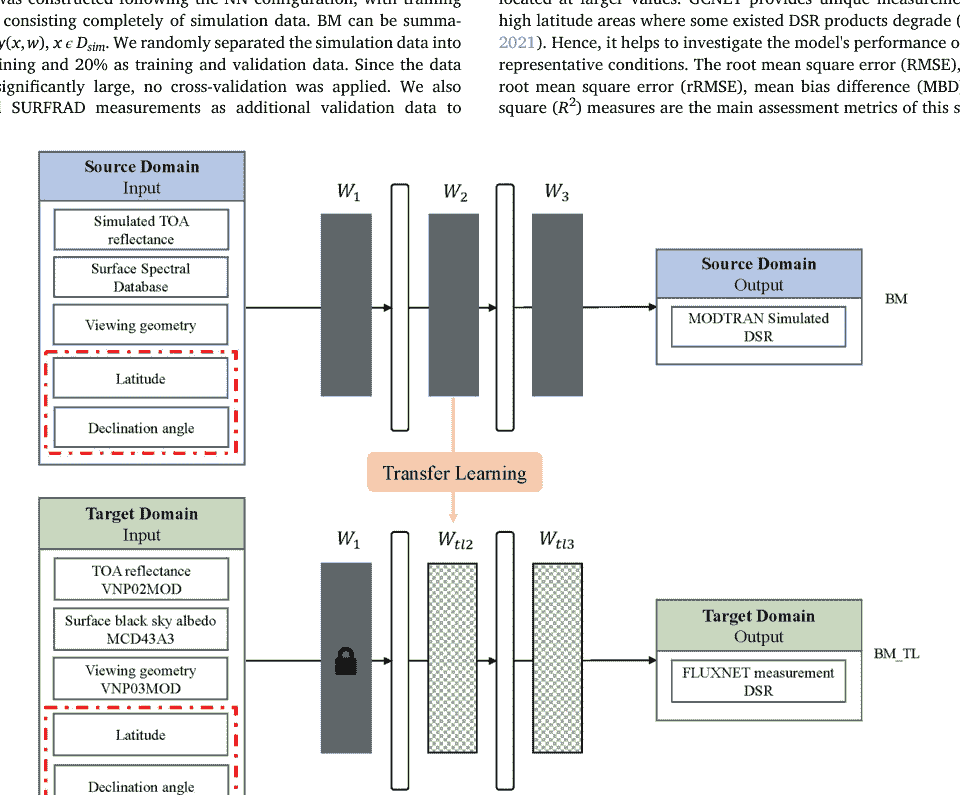 was constructed following the NN configuration, with training
consisting completely of simulation data. BM can be summa-
y(x,w), x ϵ D_sim. We randomly separated the simulation data into
ining and 20% as training and validation data. Since the data
significantly large, no cross-validation was applied. We also
SURFRAD measurements as additional validation data to
located at larger values. GCNET provides unique measureme
high latitude areas where some existed DSR products degrade (
2021). Hence, it helps to investigate the model's performance o
representative conditions. The root mean square error (RMSE),
root mean square error (rRMSE), mean bias difference (MBD
square (R²) measures are the main assessment metrics of this s
Source Domain
Input
Simulated TOA
reflectance
Surface Spectral
Database
Viewing geometry
Latitude
Declination angle
W₁
W₂
W₃
Source Domain
Output
MODTRAN Simulated
DSR
BM
Transfer Learning
Target Domain
Input
TOA reflectance
VNP02MOD
Surface black sky albedo
MCD43A3
Viewing geometry
VNP03MOD
Latitude
Declination angle
W₁
W_tl2
W_tl3
Target Domain
Output
FLUXNET measurement
DSR
BM_TL